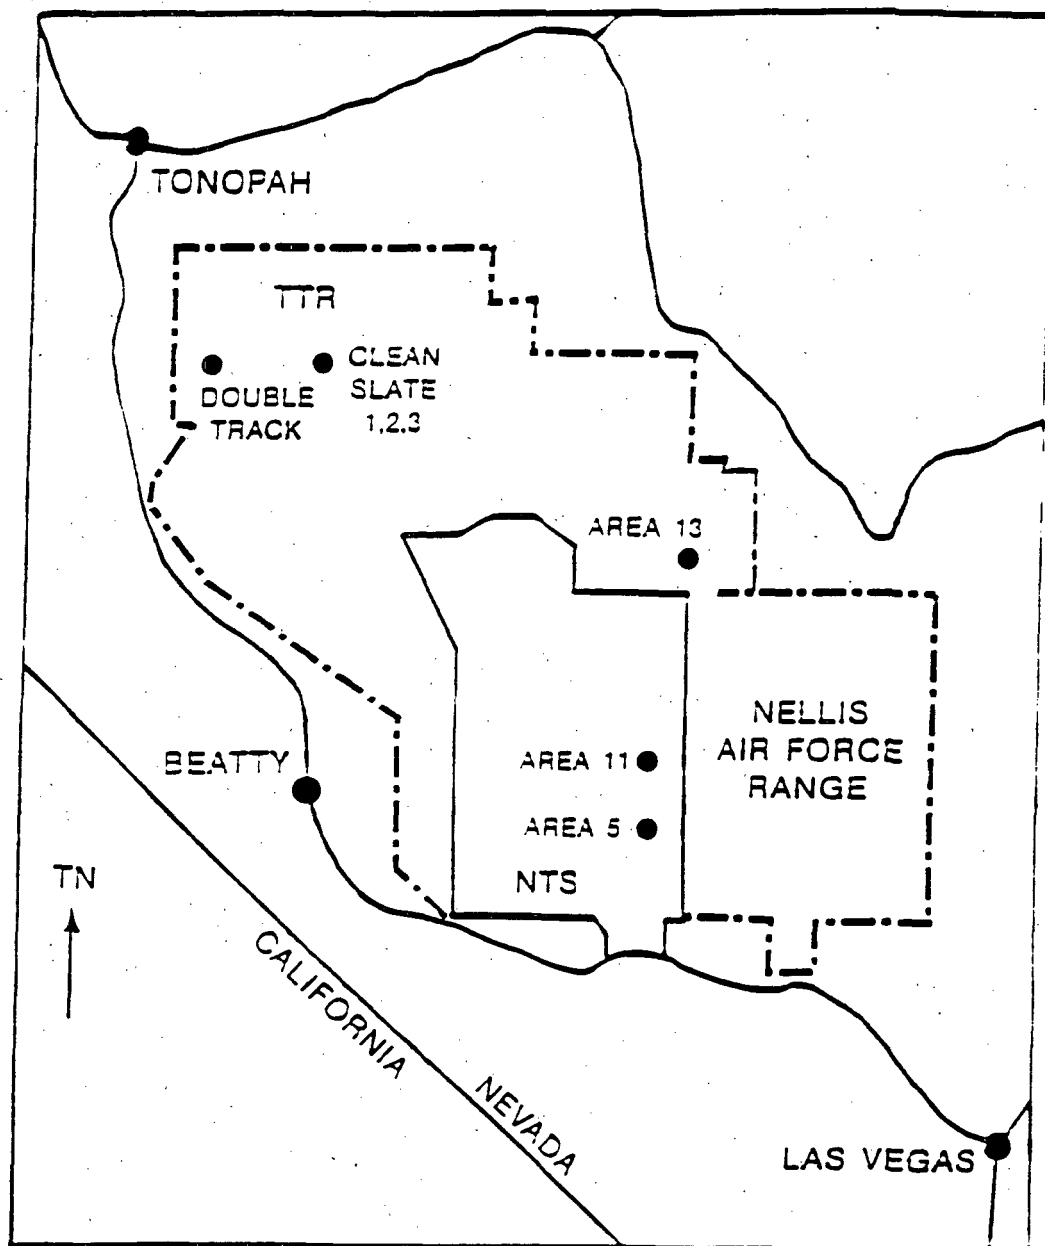 TONOPAH
TTR
CLEAN
SLATE
1,2,3
DOUBLE
TRACK
AREA 13
NELLIS
AIR FORCE
RANGE
BEATTY
AREA 11
AREA 5
NTS
TN
CALIFORNIA
NEVADA
LAS VEGAS